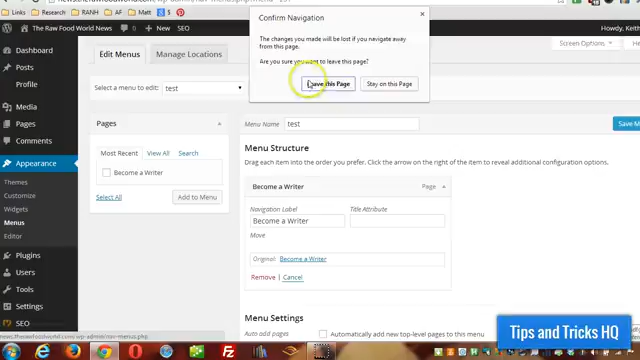 Confirm Navigation
The changes you made will be lost if you navigate away
from this page.
Are you sure you want to leave this page?
Leave this Page
Stay on this Page
The Raw Food World News
0
New
SEO
Howdy, Keith
Screen Options
Dashboard
Posts
Profile
Media
Pages
Comments
Appearance
Themes
Customize
Widgets
Menus
Editor
Plugins
Users
Tools
Settings
SEO
Edit Menus
Manage Locations
Select a menu to edit:
test
Pages
Most Recent
View All
Search
Become a Writer
Select All
Add to Menu
Menu Name
test
Save M
Menu Structure
Drag each item into the order you prefer. Click the arrow on the right of the item to reveal additional configuration options.
Become a Writer
Page
Navigation Label
Title Attribute
Become a Writer
Move
Original: Become a Writer
Remove | Cancel
Menu Settings
Auto add pages
Automatically add new top-level pages to this menu
Tips and Tricks HQ